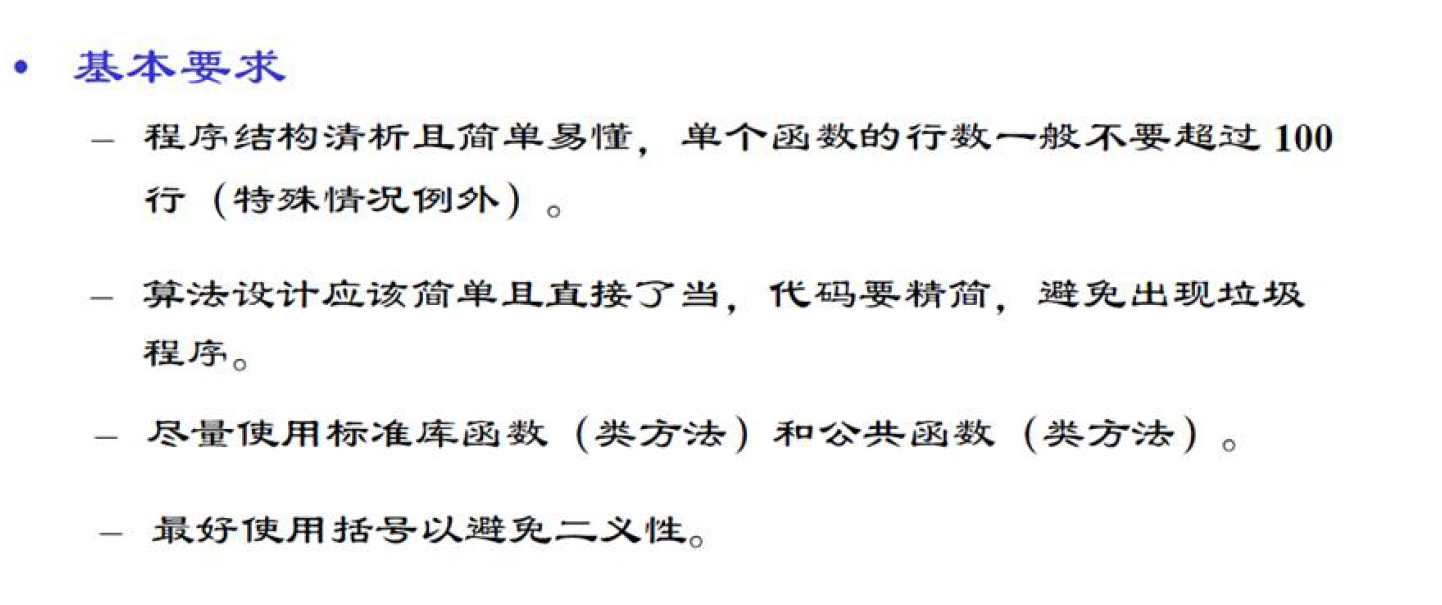 • 基本要求
– 程序结构清析且简单易懂，单个函数的行数一般不要超过 100
行（特殊情况例外）。
– 算法设计应该简单且直接了当，代码要精简，避免出现垃圾
程序。
– 尽量使用标准库函数（类方法）和公共函数（类方法）。
– 最好使用括号以避免二义性。